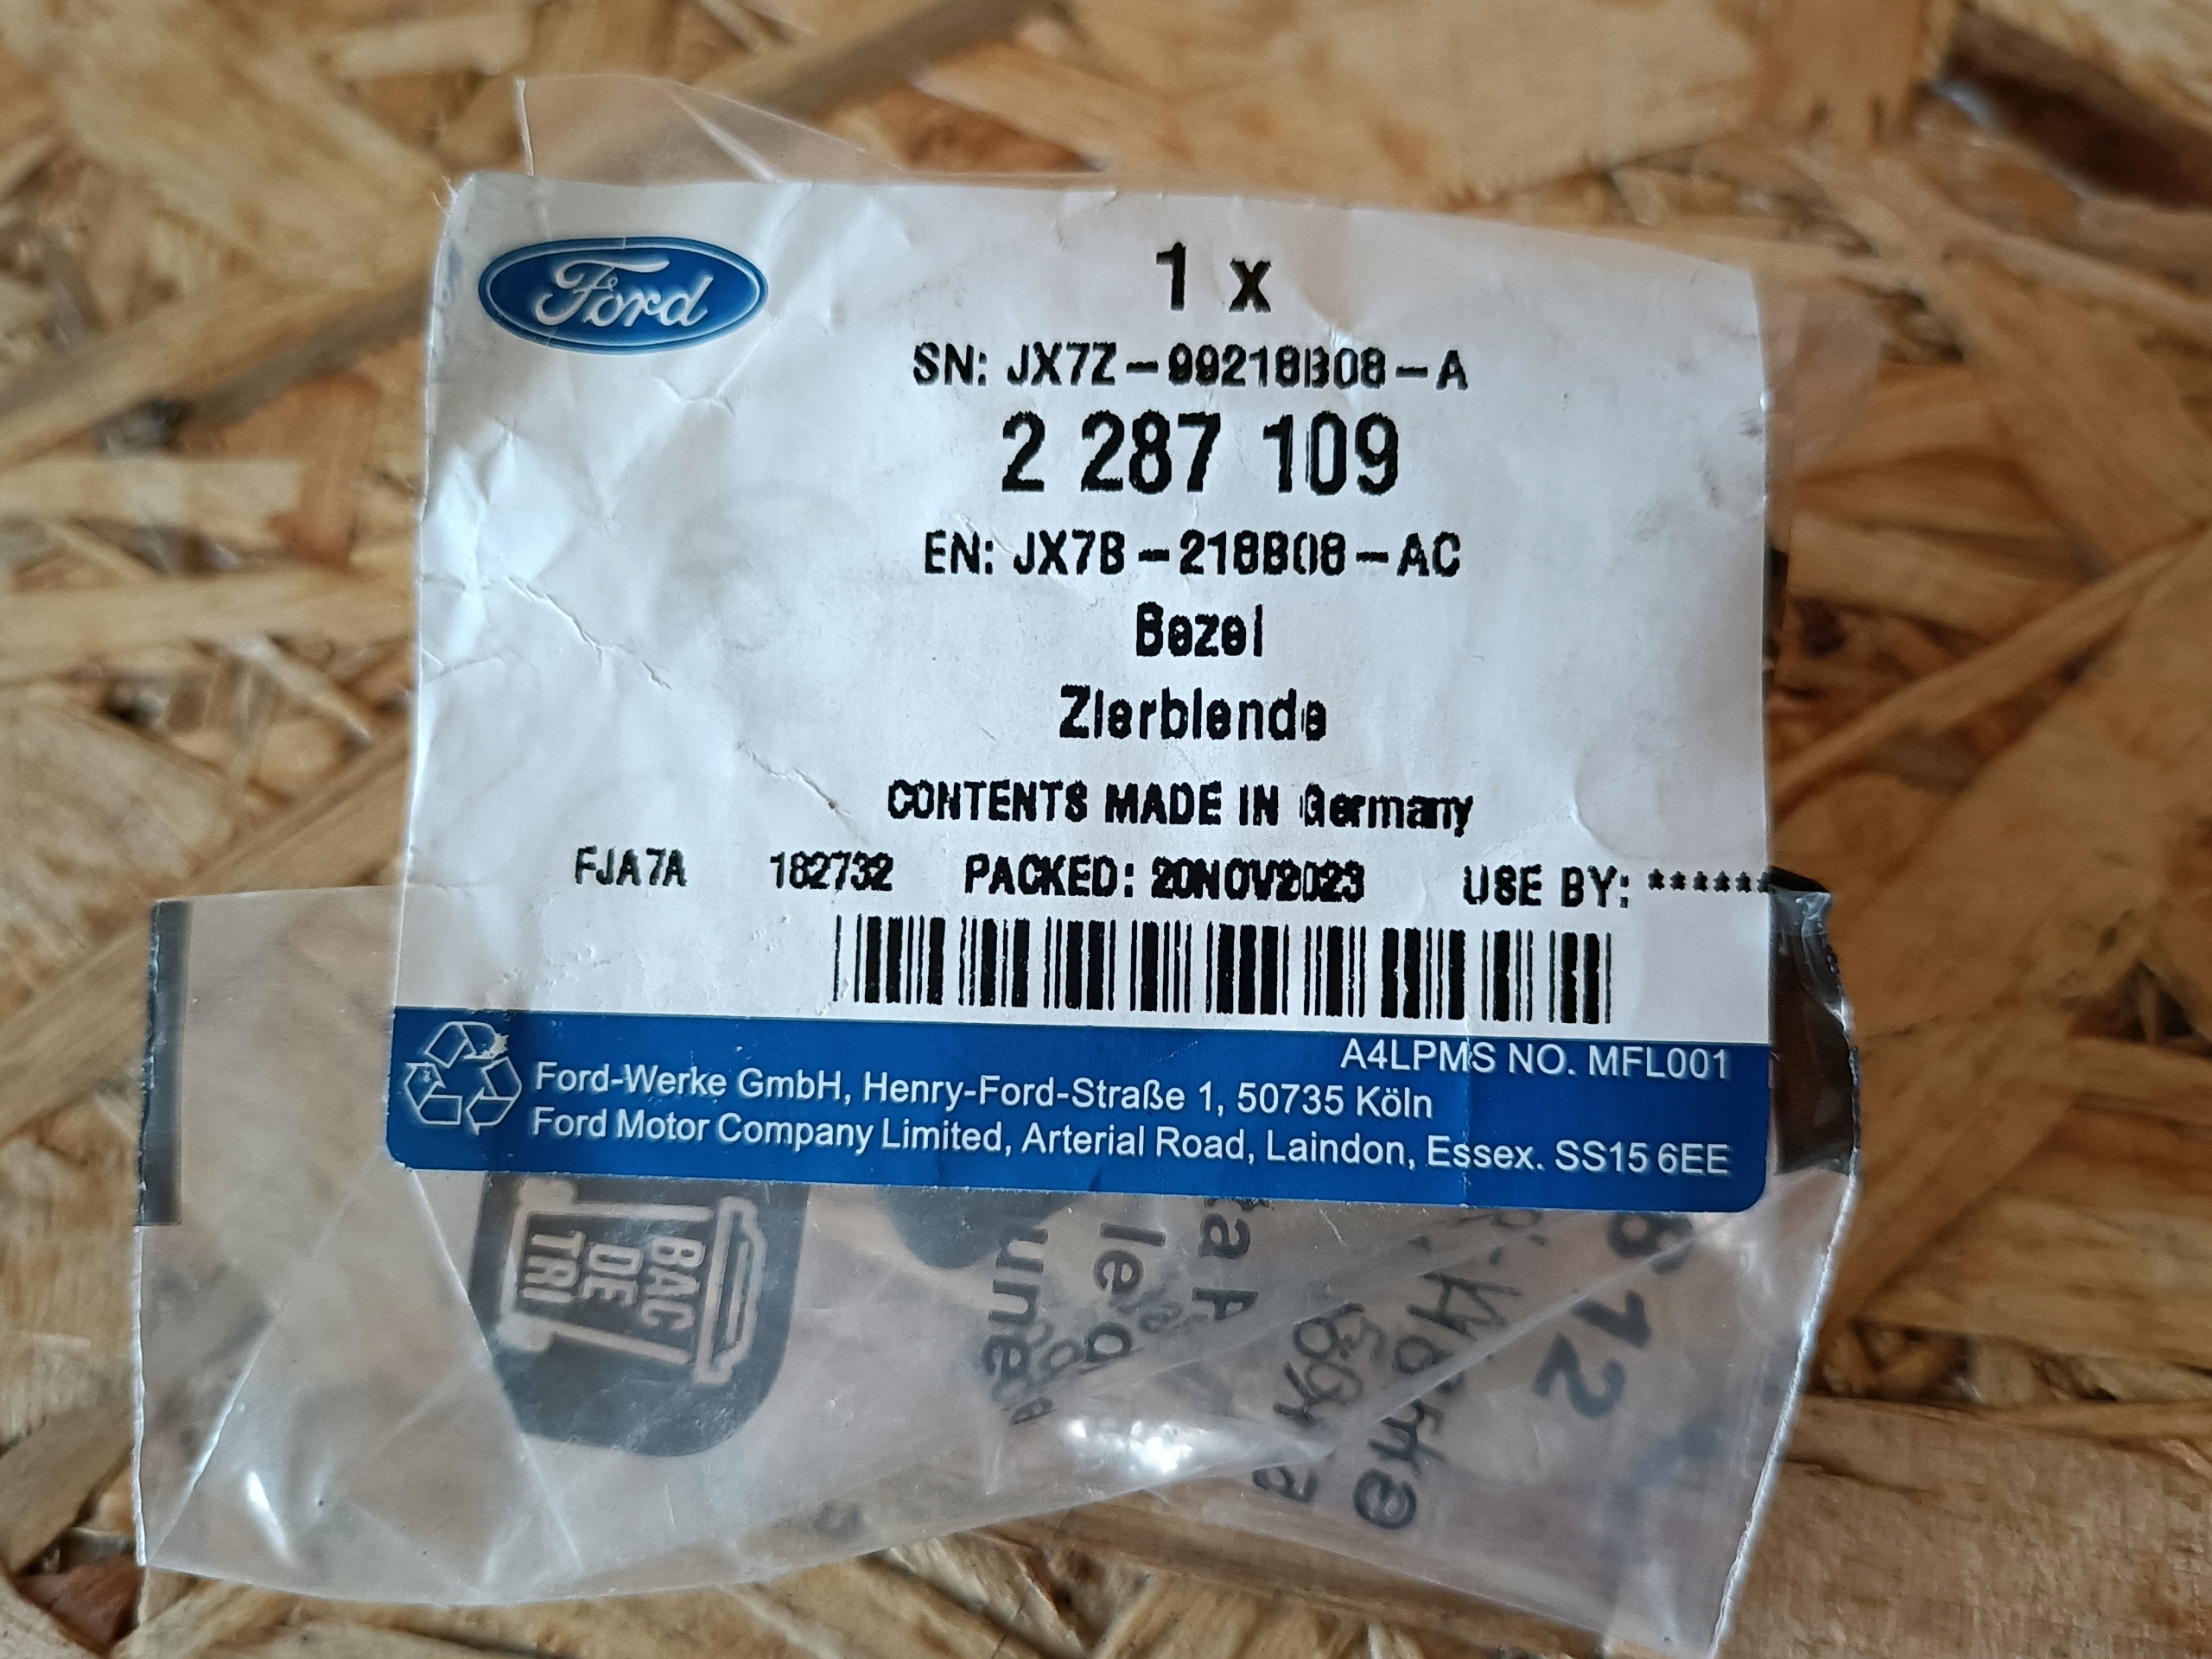 Ford
1 x
SN: JX7Z-99218B08-A
2 287 109
EN: JX7B-218B08-AC
Bezel
Zierblende
CONTENTS MADE IN Germany
FJA7A 182732 PACKED: 20NOV2023 USE BY: ******
A4LPMS NO. MFL001
Ford-Werke GmbH, Henry-Ford-Straße 1, 50735 Köln
Ford Motor Company Limited, Arterial Road, Laindon, Essex. SS15 6EE
BAC
DE
TRI